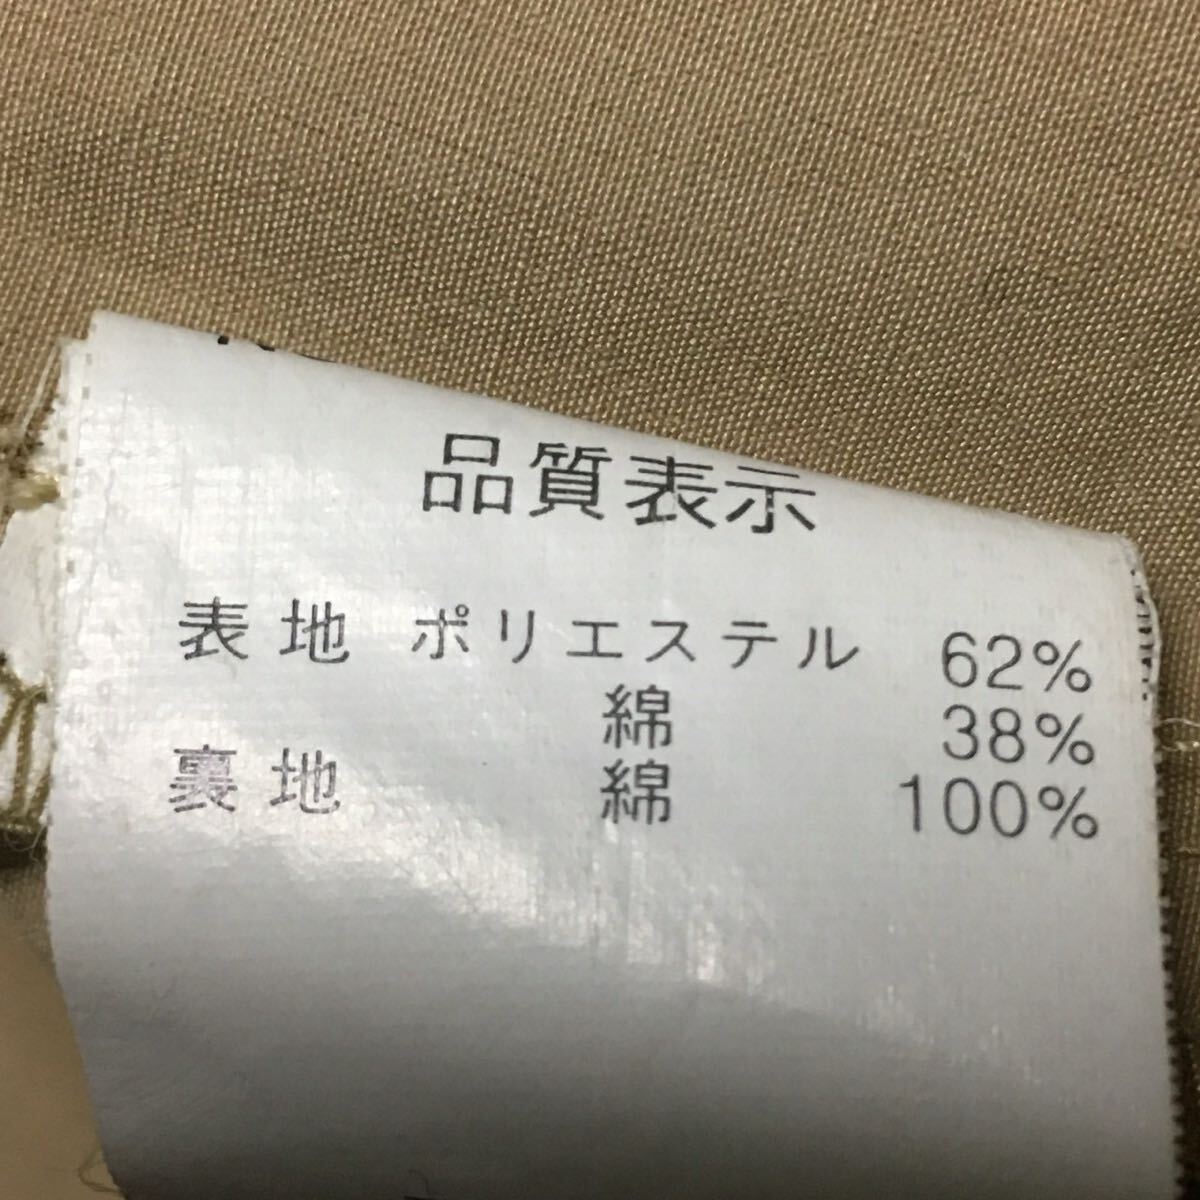 品質表示
表地 ポリエステル 62%
綿 38%
裏地 綿 100%